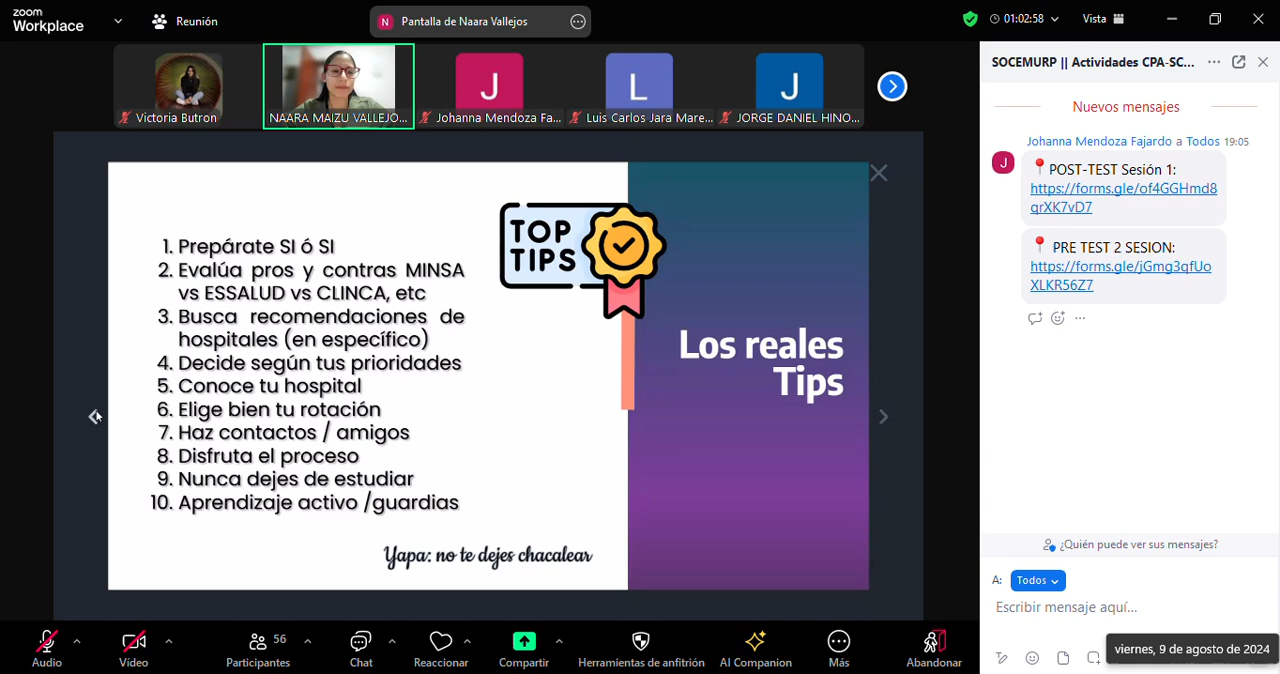 zoom
Workplace
Reunión
N Pantalla de Naara Vallejos
01:02:58
Vista
Victoria Butron
NAARA MAIZU VALLEJO...
J
Johanna Mendoza Fa...
L
Luis Carlos Jara Mare...
J
JORGE DANIEL HINO...
1. Prepárate SI ó SI
2. Evalúa pros y contras MINSA
vs ESSALUD vs CLINCA, etc
3. Busca recomendaciones de
hospitales (en específico)
4. Decide según tus prioridades
5. Conoce tu hospital
6. Elige bien tu rotación
7. Haz contactos / amigos
8. Disfruta el proceso
9. Nunca dejes de estudiar
10. Aprendizaje activo /guardias
Yapa: no te dejes chacalear
TOP
TIPS
Los reales
Tips
SOCEMURP || Actividades CPA-SC...
Nuevos mensajes
Johanna Mendoza Fajardo a Todos 19:05
J
POST-TEST Sesión 1:
https://forms.gle/of4GGHmd8
qrXK7vD7
PRE TEST 2 SESION:
https://forms.gle/jGmg3qfUo
XLKR56Z7
¿Quién puede ver sus mensajes?
A: Todos
Escribir mensaje aquí...
viernes, 9 de agosto de 2024
Audio
Vídeo
56
Participantes
Chat
Reaccionar
Compartir
Herramientas de anfitrión
AI Companion
Más
Abandonar